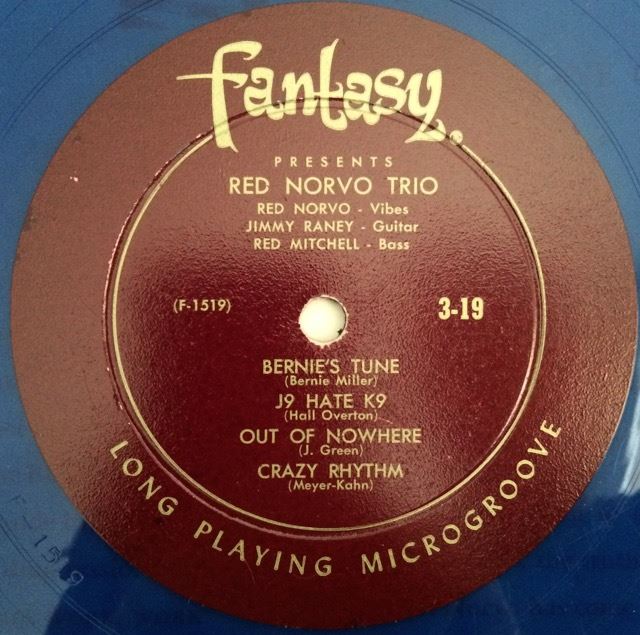 Fantasy
PRESENTS
RED NORVO TRIO
RED NORVO - Vibes
JIMMY RANEY - Guitar
RED MITCHELL - Bass
(F-1519) 3-19
BERNIE'S TUNE
(Bernie Miller)
J9 HATE K9
(Hall Overton)
OUT OF NOWHERE
(J. Green)
CRAZY RHYTHM
(Meyer-Kahn)
LONG PLAYING MICROGROOVE
F-1519